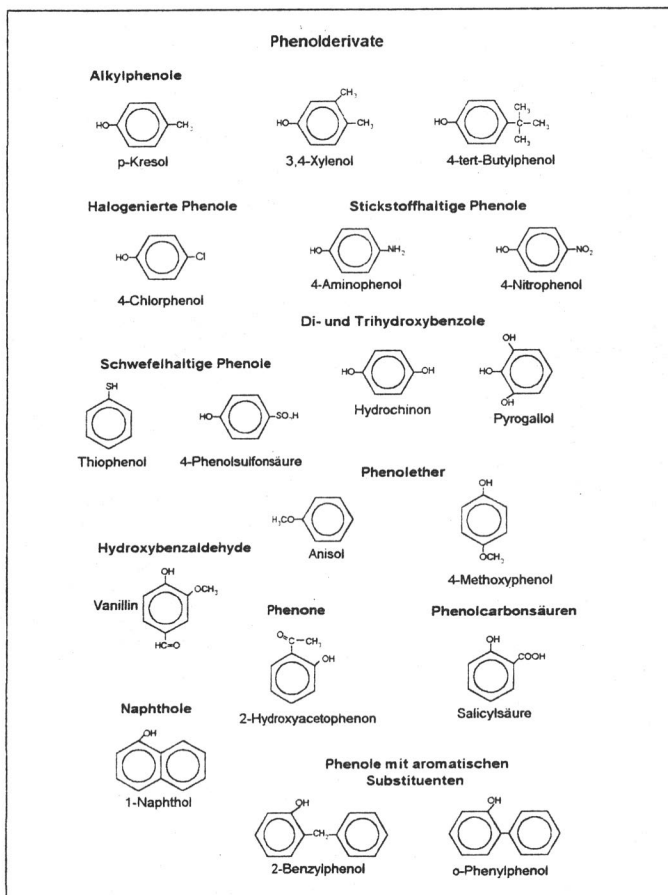 Phenolderivate
Alkylphenole
HO
CH3
p-Kresol
HO
CH3
CH3
3,4-Xylenol
HO
CH3
C
CH3
CH3
4-tert-Butylphenol
Halogenierte Phenole
HO
Cl
4-Chlorphenol
Stickstoffhaltige Phenole
HO
NH2
4-Aminophenol
HO
NO2
4-Nitrophenol
Di- und Trihydroxybenzole
HO
OH
Hydrochinon
OH
HO
OH
Pyrogallol
Schwefelhaltige Phenole
SH
Thiophenol
HO
SO3H
4-Phenolsulfonsäure
Phenolether
H3CO
Anisol
OH
OCH3
4-Methoxyphenol
Hydroxybenzaldehyde
Vanillin
OH
OCH3
HC=O
Phenone
O
C-CH3
OH
2-Hydroxyacetophenon
Phenolcarbonsäuren
OH
COOH
Salicylsäure
Naphthole
OH
1-Naphthol
Phenole mit aromatischen
Substituenten
OH
CH2
2-Benzylphenol
OH
o-Phenylphenol